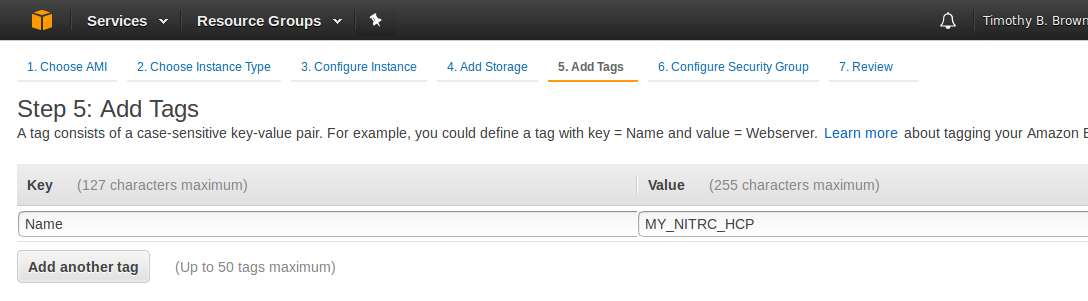 Services Resource Groups Timothy B. Brown
1. Choose AMI 2. Choose Instance Type 3. Configure Instance 4. Add Storage 5. Add Tags 6. Configure Security Group 7. Review
Step 5: Add Tags
A tag consists of a case-sensitive key-value pair. For example, you could define a tag with key = Name and value = Webserver. Learn more about tagging your Amazon E
Key (127 characters maximum) Value (255 characters maximum)
Name MY_NITRC_HCP
Add another tag (Up to 50 tags maximum)